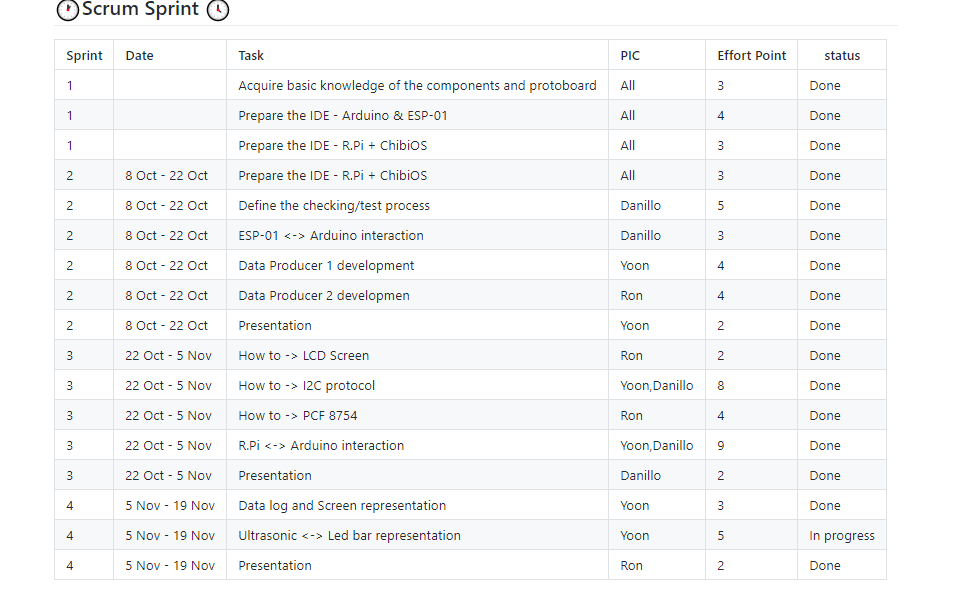 Scrum Sprint
Sprint Date Task PIC Effort Point status
1 Acquire basic knowledge of the components and protoboard All 3 Done
1 Prepare the IDE - Arduino & ESP-01 All 4 Done
1 Prepare the IDE - R.Pi + ChibiOS All 3 Done
2 8 Oct - 22 Oct Prepare the IDE - R.Pi + ChibiOS All 3 Done
2 8 Oct - 22 Oct Define the checking/test process Danillo 5 Done
2 8 Oct - 22 Oct ESP-01 <-> Arduino interaction Danillo 3 Done
2 8 Oct - 22 Oct Data Producer 1 development Yoon 4 Done
2 8 Oct - 22 Oct Data Producer 2 developmen Ron 4 Done
2 8 Oct - 22 Oct Presentation Yoon 2 Done
3 22 Oct - 5 Nov How to -> LCD Screen Ron 2 Done
3 22 Oct - 5 Nov How to -> I2C protocol Yoon,Danillo 8 Done
3 22 Oct - 5 Nov How to -> PCF 8754 Ron 4 Done
3 22 Oct - 5 Nov R.Pi <-> Arduino interaction Yoon,Danillo 9 Done
3 22 Oct - 5 Nov Presentation Danillo 2 Done
4 5 Nov - 19 Nov Data log and Screen representation Yoon 3 Done
4 5 Nov - 19 Nov Ultrasonic <-> Led bar representation Yoon 5 In progress
4 5 Nov - 19 Nov Presentation Ron 2 Done